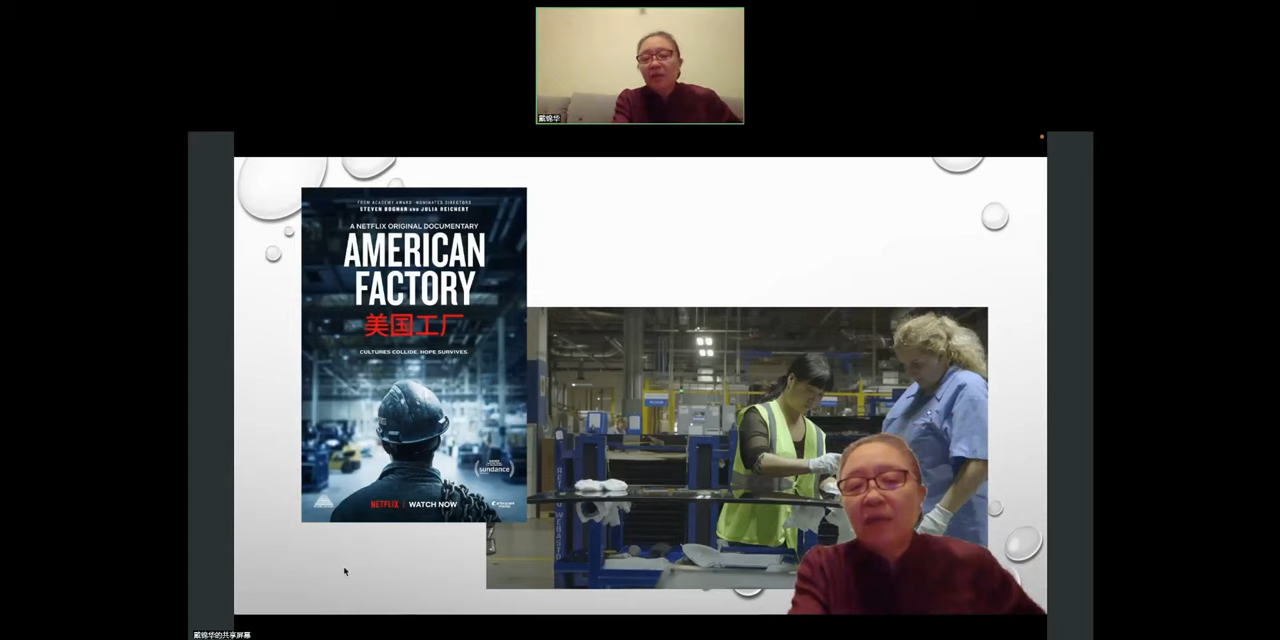 戴锦华
FROM ACADEMY AWARD®-NOMINATED DIRECTORS
STEVEN BOGNAR AND JULIA REICHERT
A NETFLIX ORIGINAL DOCUMENTARY
AMERICAN
FACTORY
美国工厂
CULTURES COLLIDE. HOPE SURVIVES.
sundance
NETFLIX | WATCH NOW
WEBASTO
戴锦华的共享屏幕